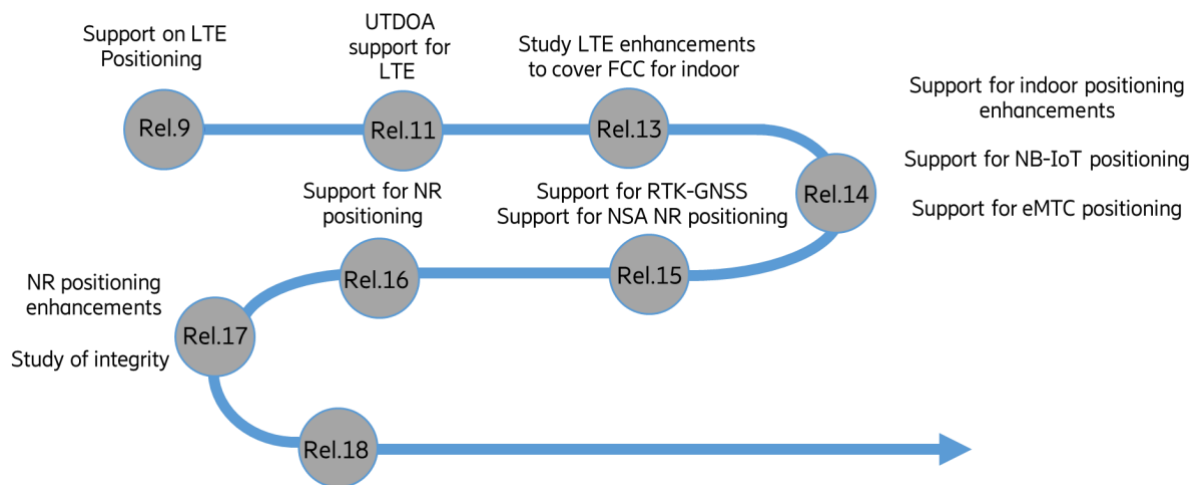 Support on LTE
Positioning
Rel.9
UTDOA
support for
LTE
Rel.11
Study LTE enhancements
to cover FCC for indoor
Rel.13
Support for indoor positioning
enhancements
Support for NB-IoT positioning
Support for eMTC positioning
Rel.14
Support for RTK-GNSS
Support for NSA NR positioning
Rel.15
Support for NR
positioning
Rel.16
NR positioning
enhancements
Study of integrity
Rel.17
Rel.18